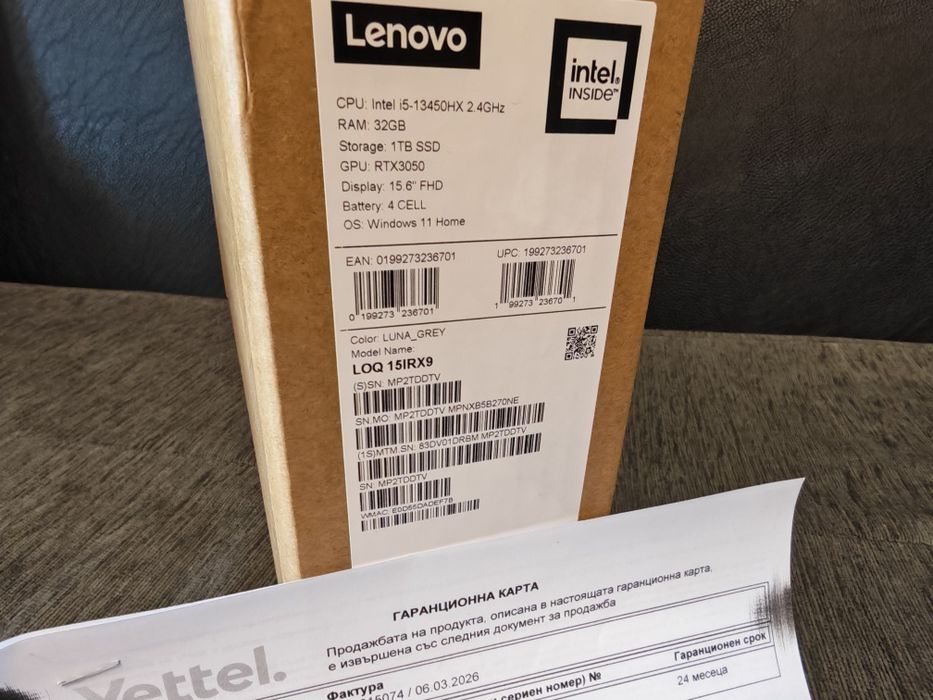 Lenovo
intel.
INSIDE™
CPU: Intel i5-13450HX 2.4GHz
RAM: 32GB
Storage: 1TB SSD
GPU: RTX3050
Display: 15.6" FHD
Battery: 4 CELL
OS: Windows 11 Home
EAN: 0199273236701
UPC: 199273236701
0 199273 236701
1 99273 23670 1
Color: LUNA_GREY
Model Name:
LOQ 15IRX9
(S)SN: MP2TDDTV
SN.MO: MP2TDDTV MPNXB5B270NE
(1S)MTM.SN: 83DV01DRBM MP2TDDTV
SN: MP2TDDTV
WMAC: E0D55DADEF7B
ГАРАНЦИОННА КАРТА
Продажбата на продукта, описана в настоящата гаранционна карта,
е извършена със следния документ за продажба
Yettel.
Фактура
/ 06.03.2026
сериен номер) №
Гаранционен срок
24 месеца